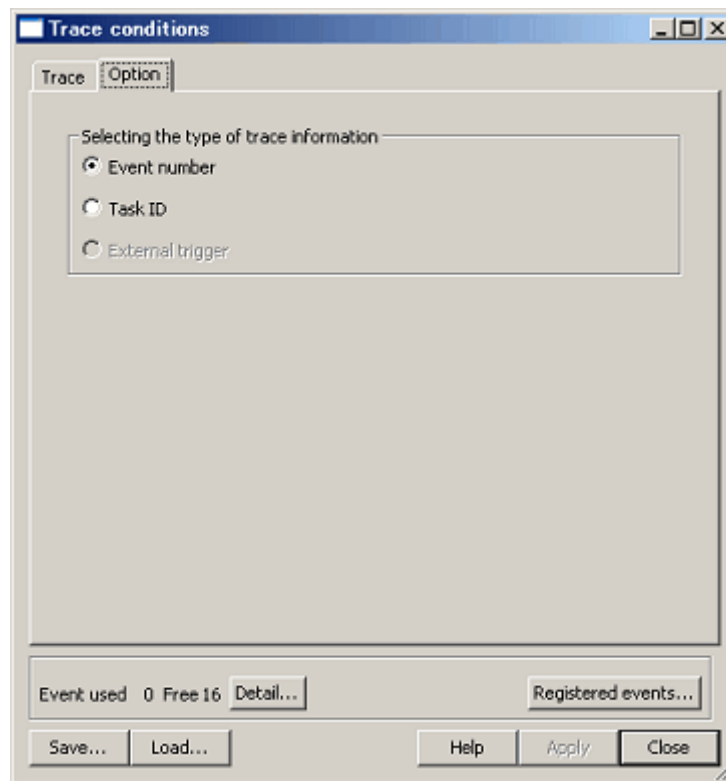 Trace conditions
Trace Option
Selecting the type of trace information
Event number
Task ID
External trigger
Event used 0 Free 16 Detail... Registered events...
Save... Load... Help Apply Close